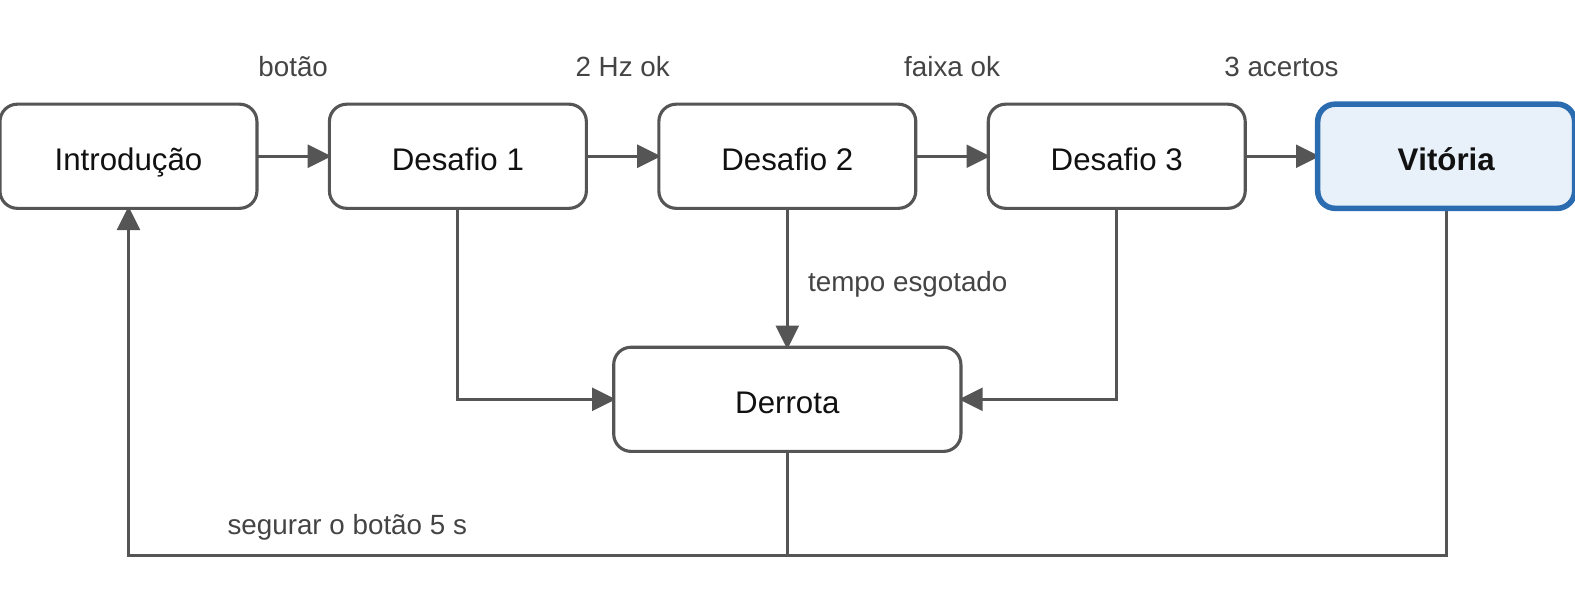 botão
2 Hz ok
faixa ok
3 acertos
Introdução
Desafio 1
Desafio 2
Desafio 3
Vitória
tempo esgotado
Derrota
segurar o botão 5 s